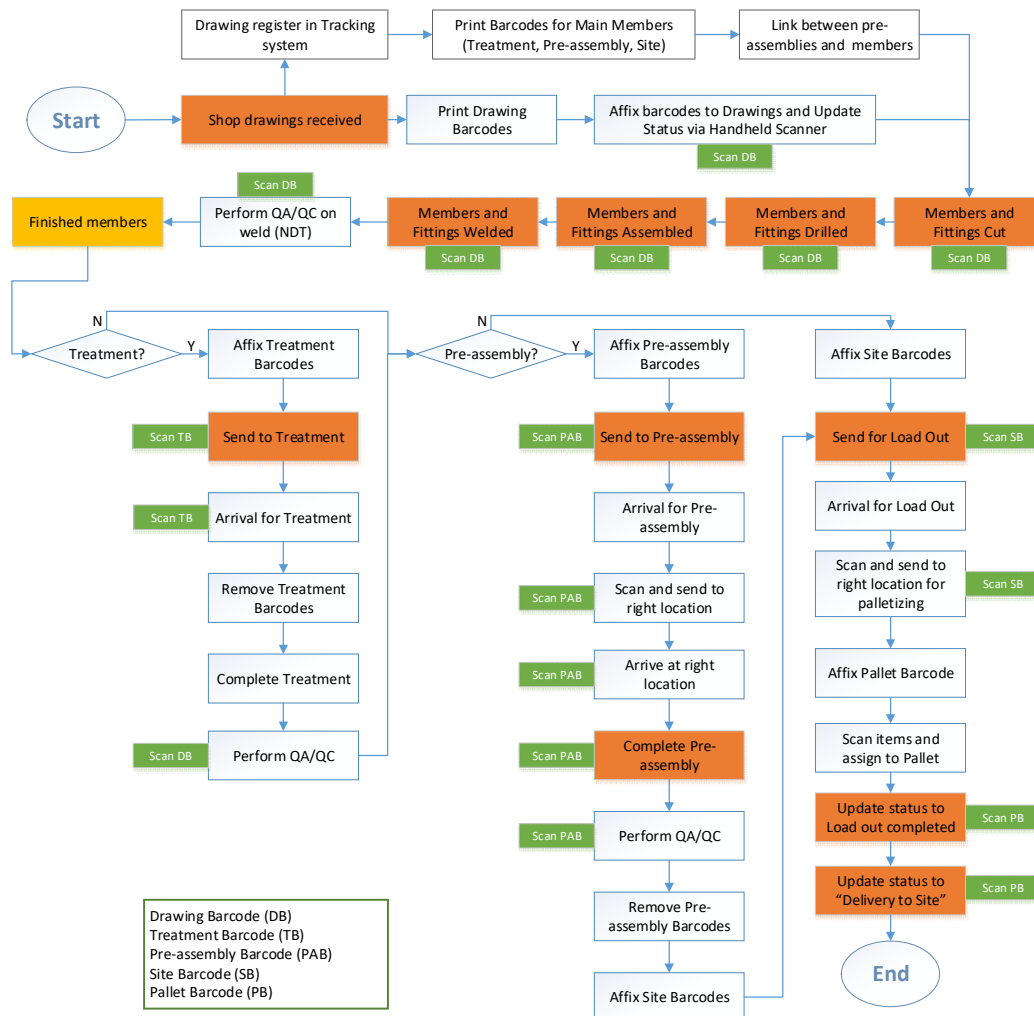 Drawing register in Tracking
system
Print Barcodes for Main Members
(Treatment, Pre-assembly, Site)
Link between pre-
assemblies and members
Start
Shop drawings received
Print Drawing
Barcodes
Affix barcodes to Drawings and Update
Status via Handheld Scanner
Scan DB
Scan DB
Finished members
Perform QA/QC on
weld (NDT)
Members and
Fittings Welded
Scan DB
Members and
Fittings Assembled
Scan DB
Members and
Fittings Drilled
Scan DB
Members and
Fittings Cut
Scan DB
N
Treatment?
Y
Affix Treatment
Barcodes
Scan TB
Send to Treatment
Scan TB
Arrival for Treatment
Remove Treatment
Barcodes
Complete Treatment
Scan DB
Perform QA/QC
N
Pre-assembly?
Y
Affix Pre-assembly
Barcodes
Scan PAB
Send to Pre-assembly
Arrival for Pre-
assembly
Scan PAB
Scan and send to
right location
Scan PAB
Arrive at right
location
Scan PAB
Complete Pre-
assembly
Scan PAB
Perform QA/QC
Remove Pre-
assembly Barcodes
Affix Site Barcodes
Affix Site Barcodes
Send for Load Out
Scan SB
Arrival for Load Out
Scan and send to
right location for
palletizing
Scan SB
Affix Pallet Barcode
Scan items and
assign to Pallet
Update status to
Load out completed
Scan PB
Update status to
“Delivery to Site”
Scan PB
End
Drawing Barcode (DB)
Treatment Barcode (TB)
Pre-assembly Barcode (PAB)
Site Barcode (SB)
Pallet Barcode (PB)